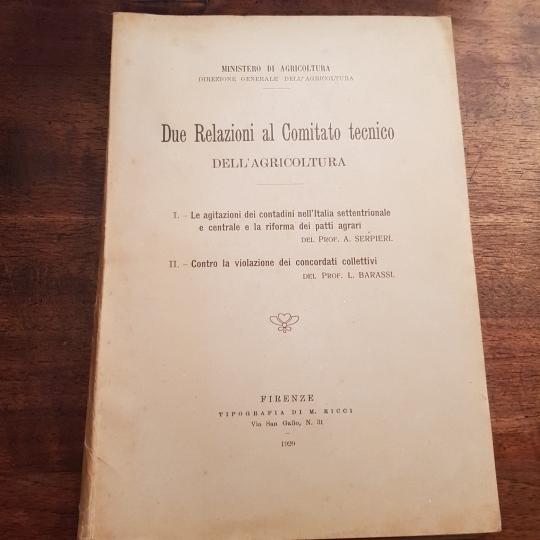 MINISTERO DI AGRICOLTURA
DIREZIONE GENERALE DELL'AGRICOLTURA
Due Relazioni al Comitato tecnico
DELL'AGRICOLTURA
I. - Le agitazioni dei contadini nell'Italia settentrionale
e centrale e la riforma dei patti agrari
DEL PROF. A. SERPIERI.
II. - Contro la violazione dei concordati collettivi
DEL PROF. L. BARASSI.
FIRENZE
TIPOGRAFIA DI M. RICCI
Via San Gallo, N. 31
1920